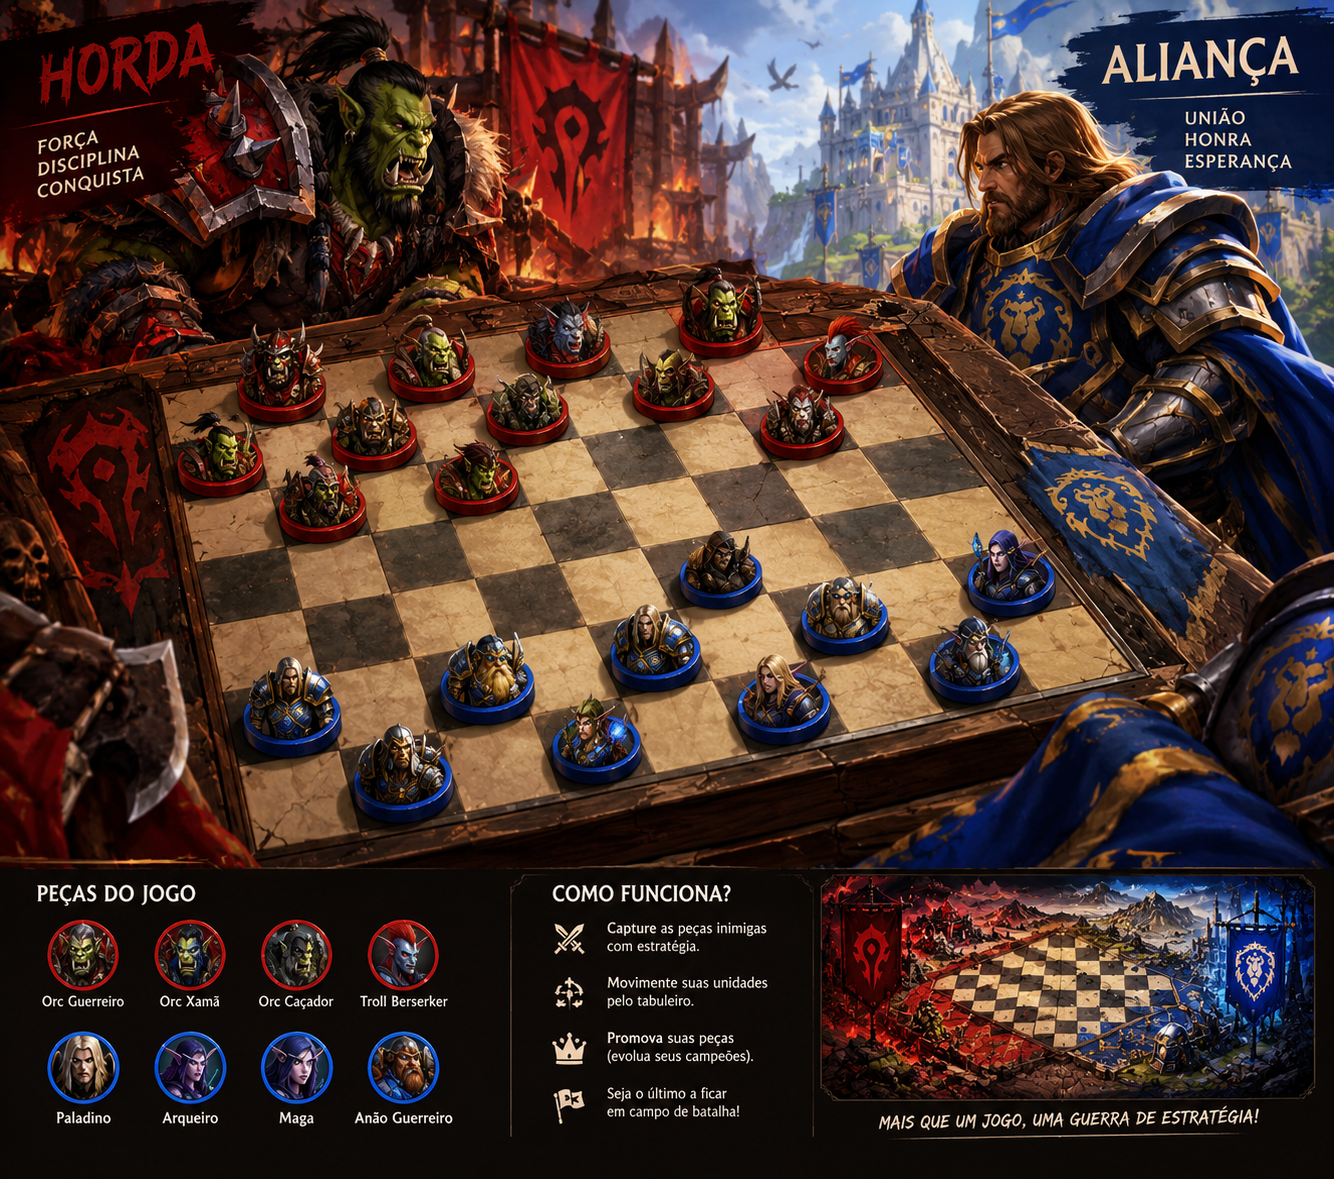 HORDA
FORÇA
DISCIPLINA
CONQUISTA
ALIANÇA
UNIÃO
HONRA
ESPERANÇA
PEÇAS DO JOGO
Orc Guerreiro
Orc Xamã
Orc Caçador
Troll Berserker
Paladino
Arqueiro
Maga
Anão Guerreiro
COMO FUNCIONA?
Capture as peças inimigas
com estratégia.
Movimente suas unidades
pelo tabuleiro.
Promova suas peças
(evolua seus campeões).
Seja o último a ficar
em campo de batalha!
MAIS QUE UM JOGO, UMA GUERRA DE ESTRATÉGIA!